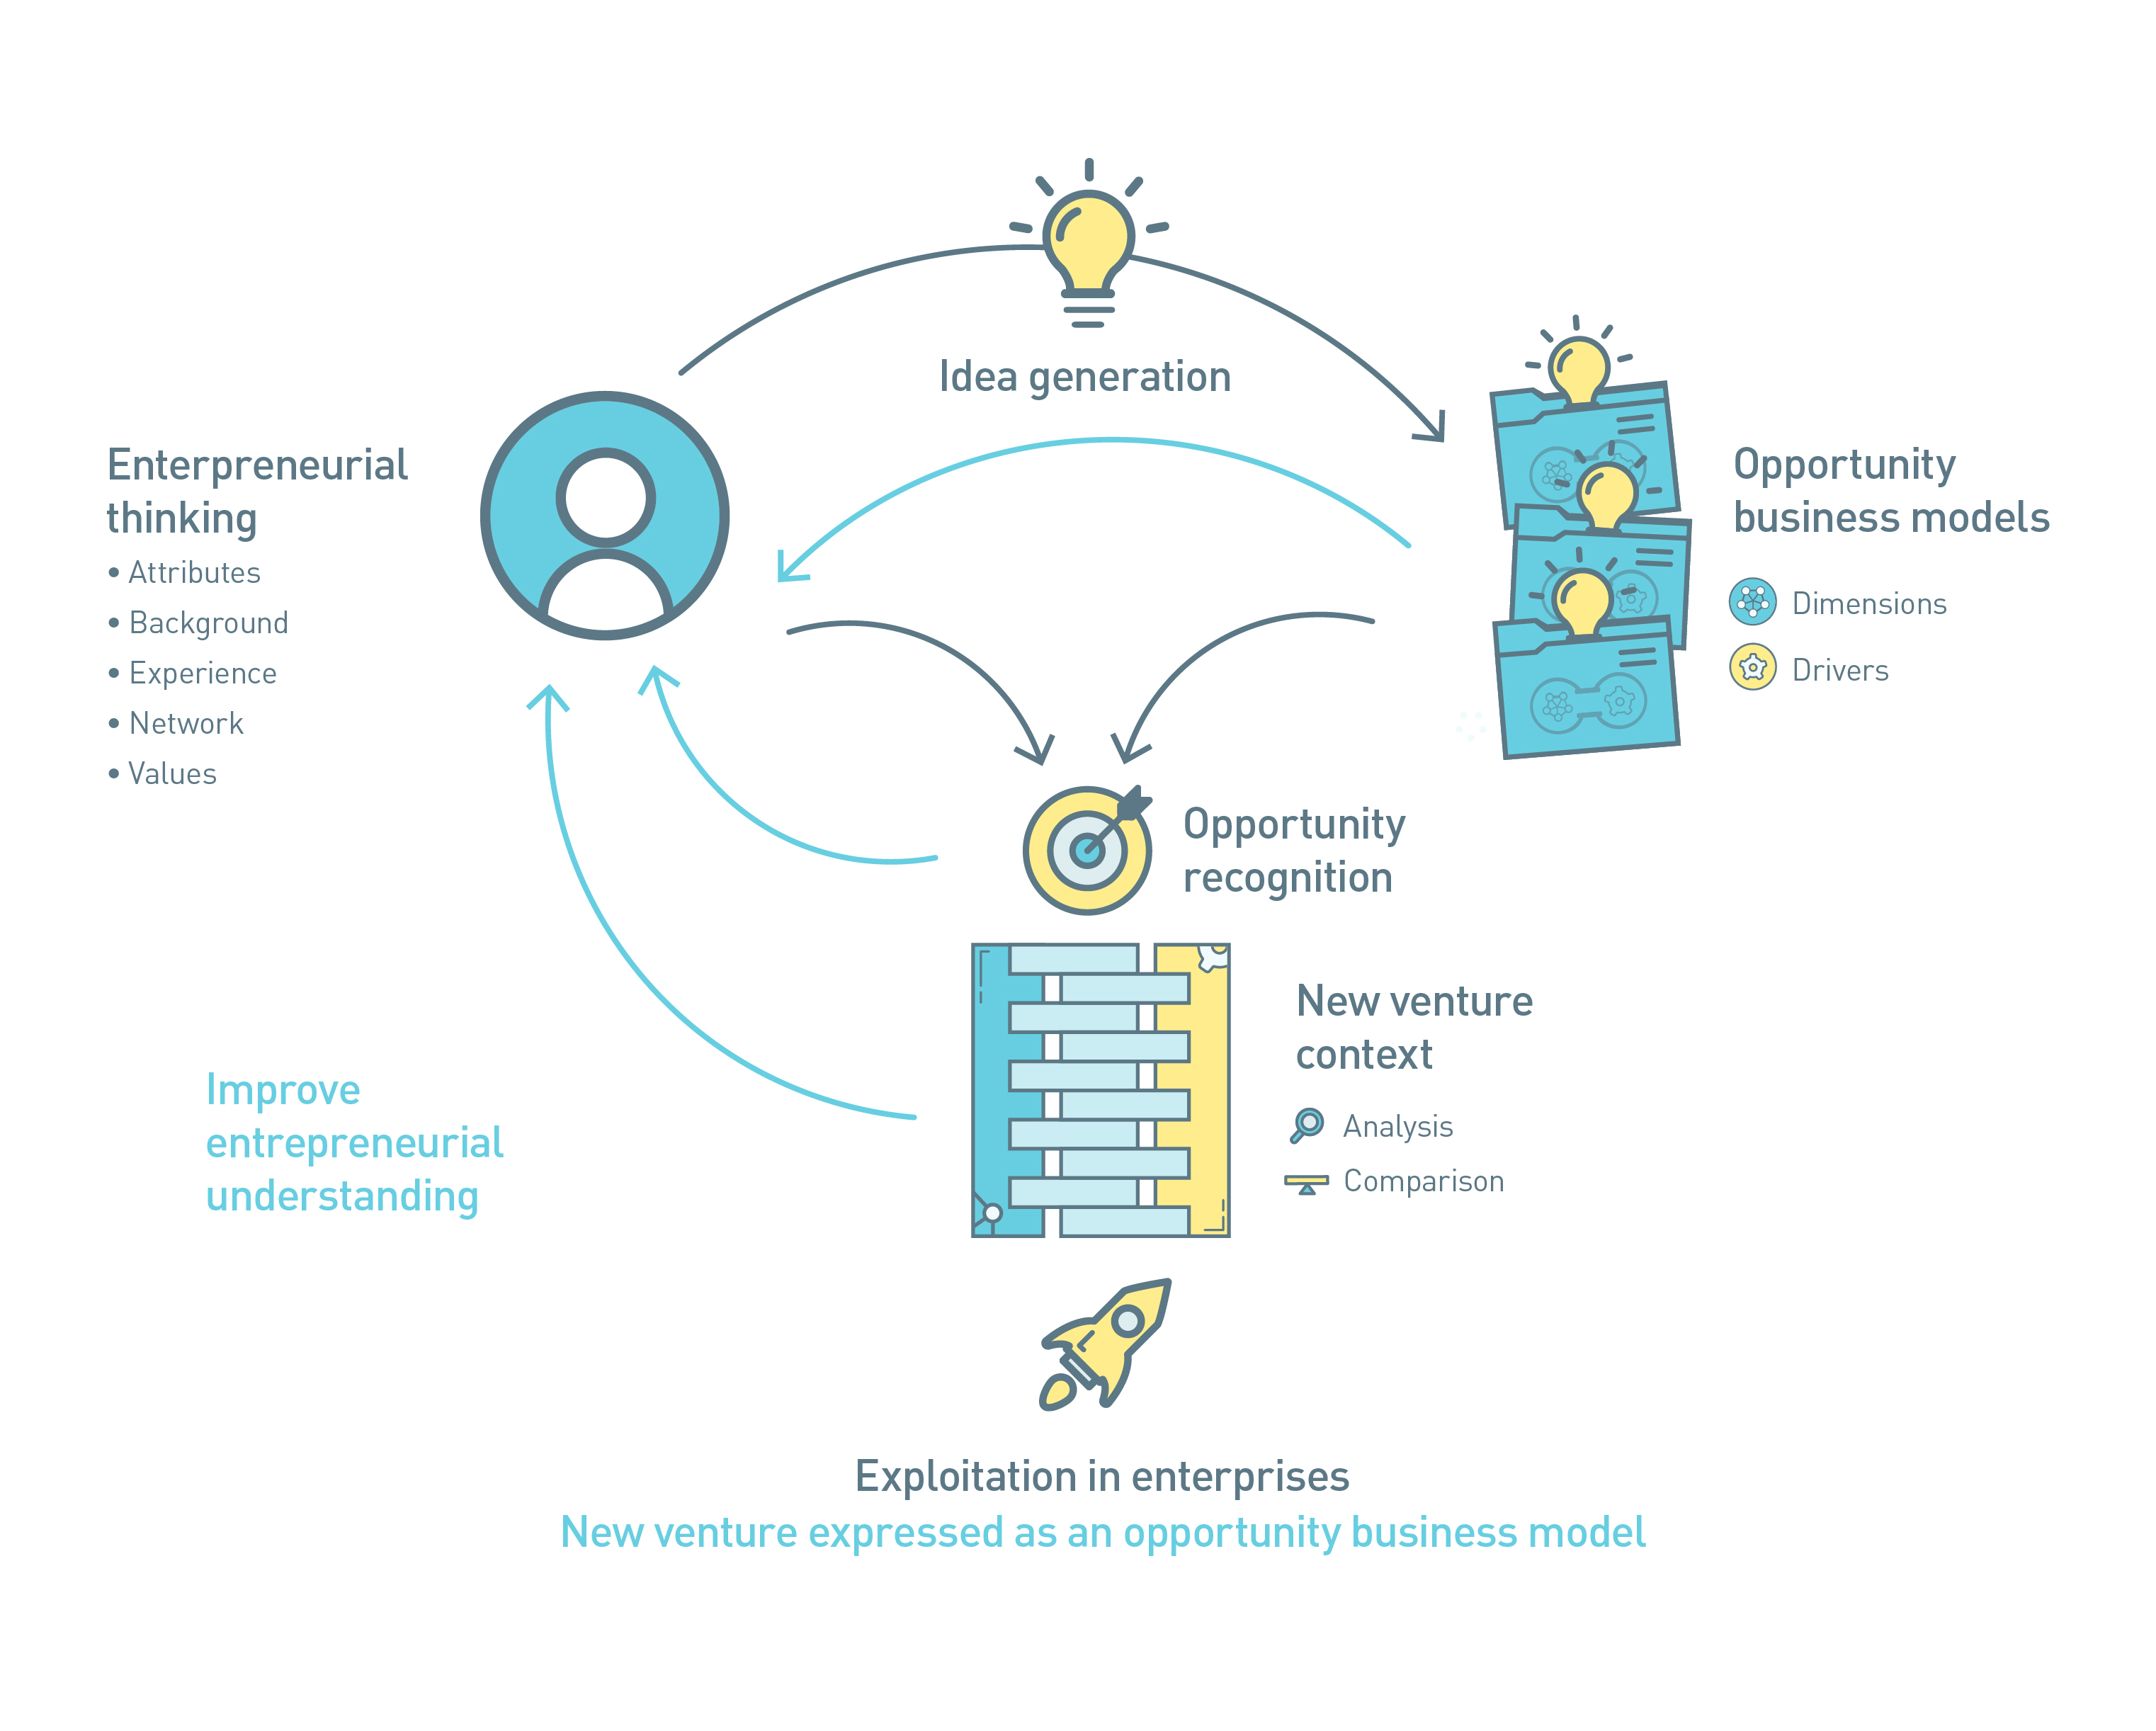 Idea generation
Enterpreneurial
thinking
• Attributes
• Background
• Experience
• Network
• Values
Opportunity
business models
Dimensions
Drivers
Opportunity
recognition
New venture
context
Analysis
Comparison
Improve
entrepreneurial
understanding
Exploitation in enterprises
New venture expressed as an opportunity business model